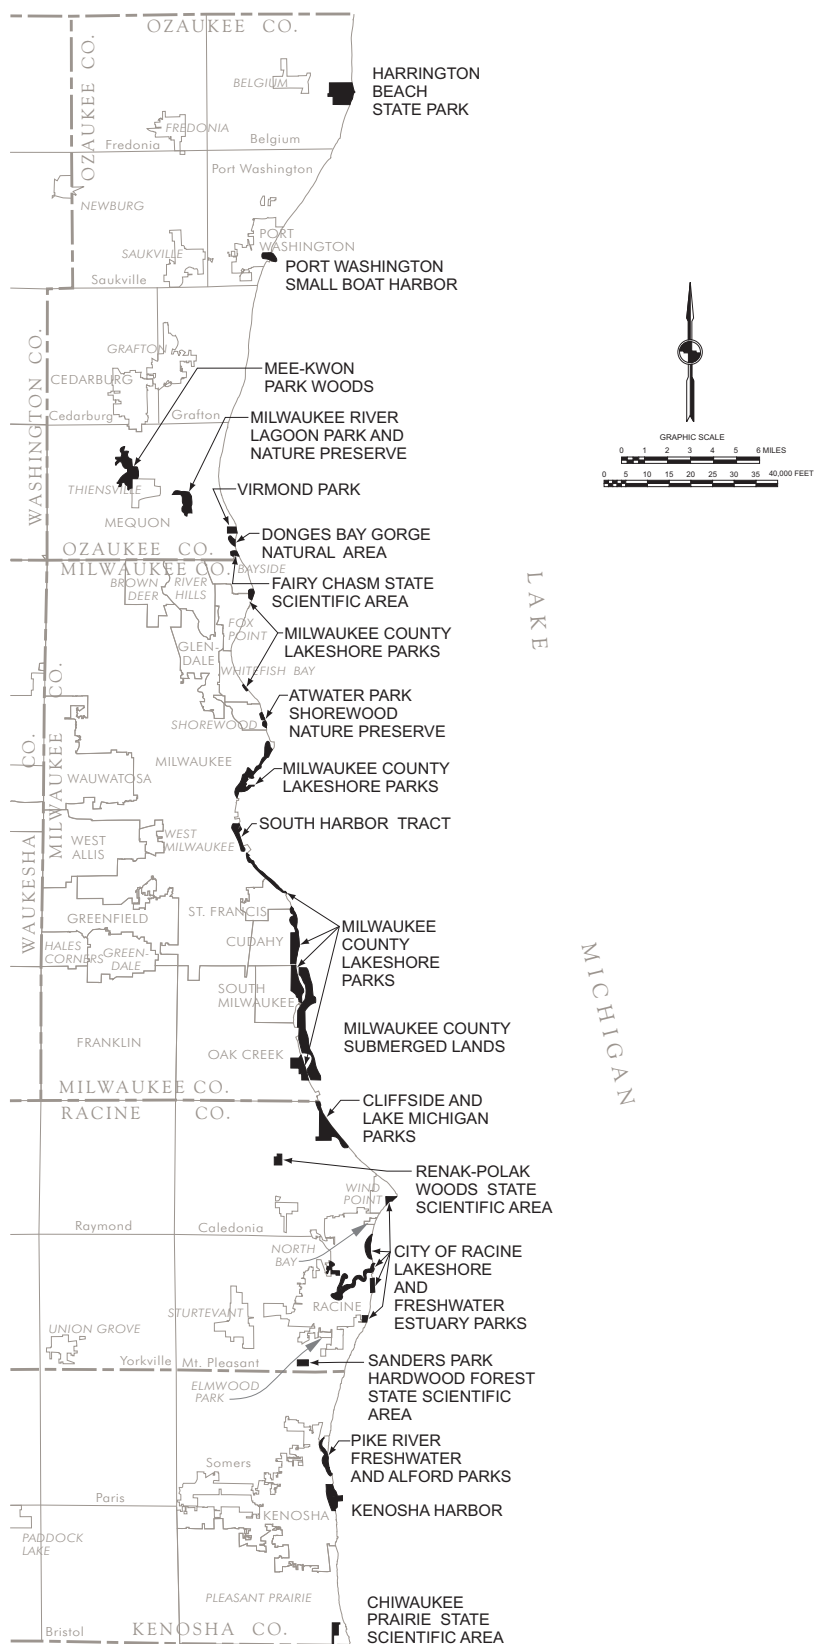 OZAUKEE CO.
OZAUKEE CO.
BELGIUM
HARRINGTON
BEACH
STATE PARK
FREDONIA
Fredonia
Belgium
Port Washington
NEWBURG
PORT
WASHINGTON
SAUKVILLE
PORT WASHINGTON
SMALL BOAT HARBOR
Saukville
WASHINGTON CO.
GRAFTON
MEE-KWON
PARK WOODS
CEDARBURG
Cedarburg
Grafton
MILWAUKEE RIVER
LAGOON PARK AND
NATURE PRESERVE
GRAPHIC SCALE
0 1 2 3 4 5 6 MILES
0 5 10 15 20 25 30 35 40,000 FEET
THIENSVILLE
VIRMOND PARK
MEQUON
DONGES BAY GORGE
NATURAL AREA
OZAUKEE CO.
MILWAUKEE CO.
BAYSIDE
BROWN
DEER
RIVER
HILLS
FAIRY CHASM STATE
SCIENTIFIC AREA
LAKE
FOX
POINT
MILWAUKEE COUNTY
LAKESHORE PARKS
GLEN-
DALE
WHITEFISH BAY
ATWATER PARK
SHOREWOOD
NATURE PRESERVE
SHOREWOOD
MILWAUKEE CO.
WAUKESHA CO.
MILWAUKEE
WAUWATOSA
MILWAUKEE COUNTY
LAKESHORE PARKS
SOUTH HARBOR TRACT
WEST
ALLIS
WEST
MILWAUKEE
ST. FRANCIS
GREENFIELD
MILWAUKEE
COUNTY
LAKESHORE
PARKS
CUDAHY
HALES
CORNERS
GREEN-
DALE
MICHIGAN
SOUTH
MILWAUKEE
MILWAUKEE COUNTY
SUBMERGED LANDS
FRANKLIN
OAK CREEK
MILWAUKEE CO.
RACINE CO.
CLIFFSIDE AND
LAKE MICHIGAN
PARKS
RENAK-POLAK
WOODS STATE
SCIENTIFIC AREA
WIND
POINT
Raymond
Caledonia
NORTH
BAY
CITY OF RACINE
LAKESHORE
AND
FRESHWATER
ESTUARY PARKS
STURTEVANT
RACINE
UNION GROVE
Yorkville
Mt. Pleasant
SANDERS PARK
HARDWOOD FOREST
STATE SCIENTIFIC
AREA
ELMWOOD
PARK
PIKE RIVER
FRESHWATER
AND ALFORD PARKS
Somers
Paris
KENOSHA
KENOSHA HARBOR
PADDOCK
LAKE
PLEASANT PRAIRIE
CHIWAUKEE
PRAIRIE STATE
SCIENTIFIC AREA
Bristol
KENOSHA CO.